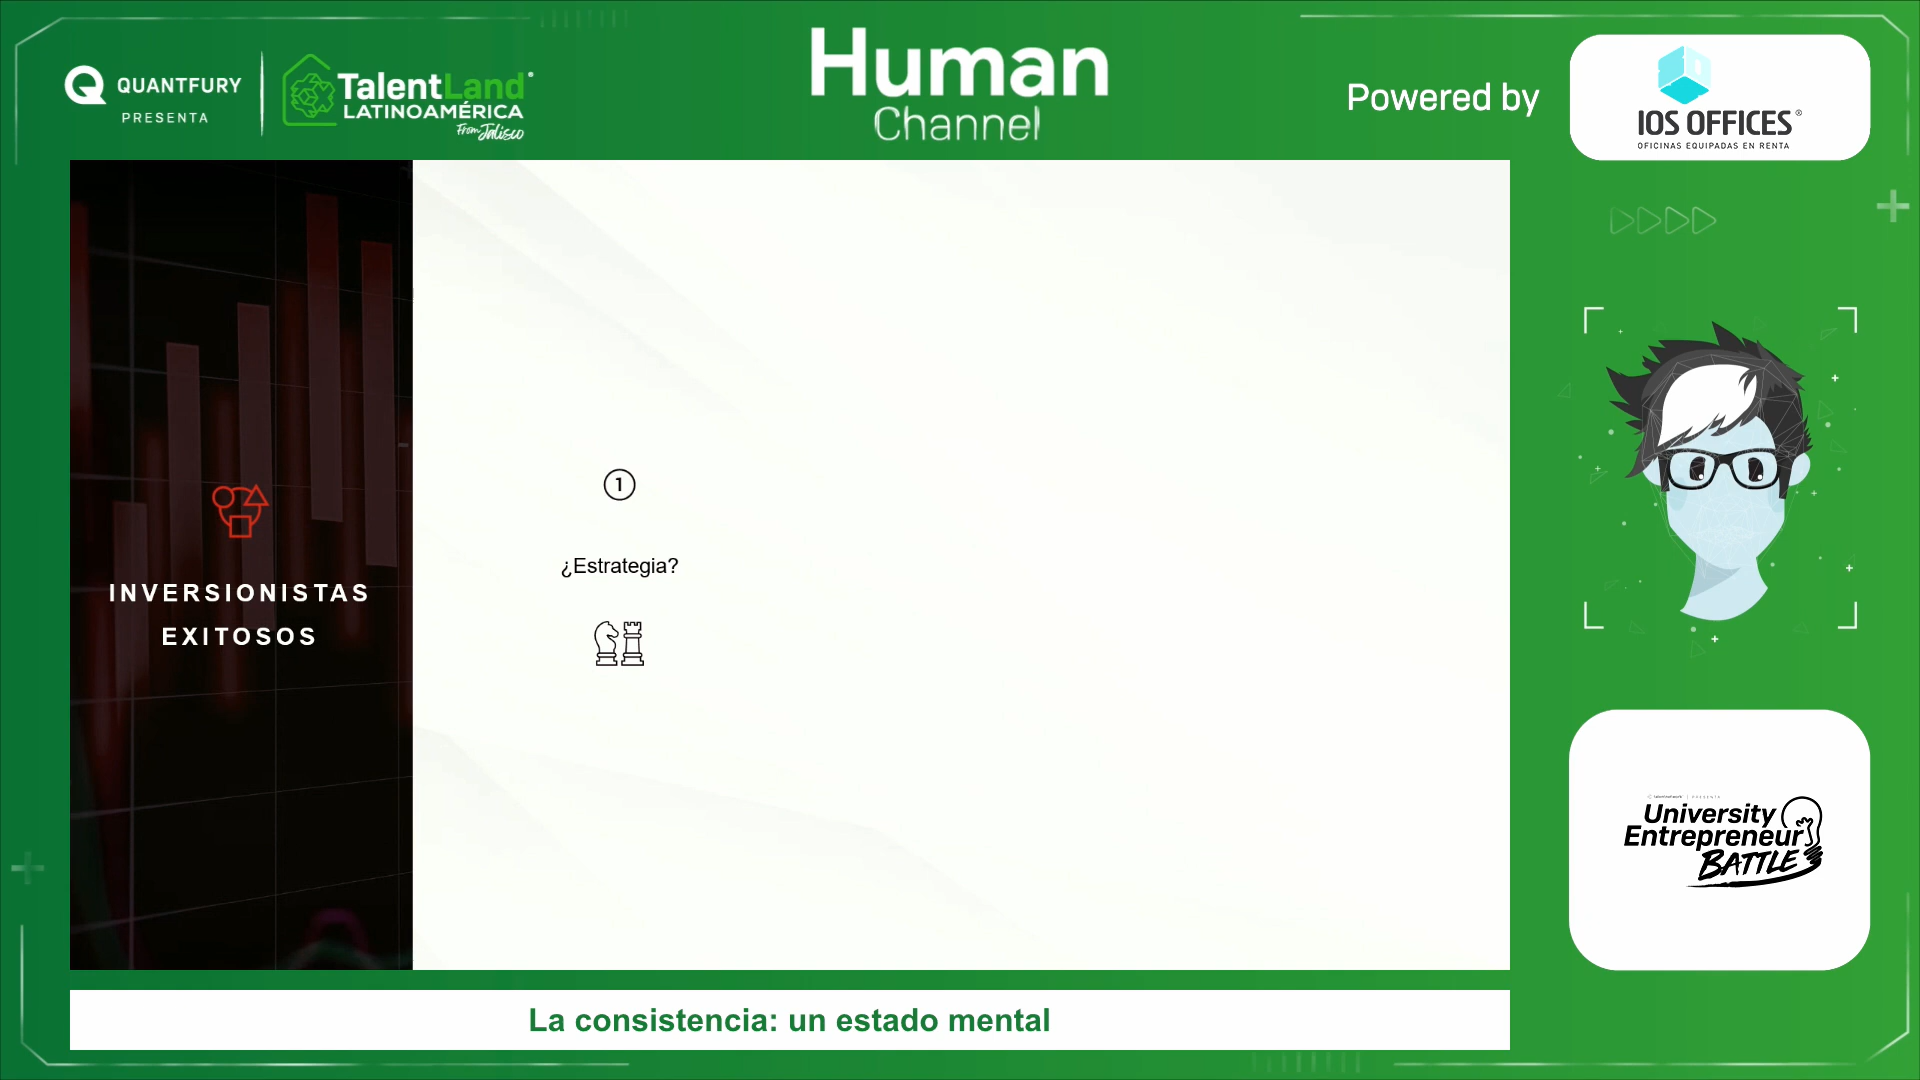 QUANTFURY
PRESENTA
TalentLand
LATINOAMÉRICA
From Jalisco
Human
Channel
Powered by
IOS OFFICES®
OFICINAS EQUIPADAS EN RENTA
INVERSIONISTAS
EXITOSOS
1
¿Estrategia?
University
Entrepreneur
BATTLE
La consistencia: un estado mental